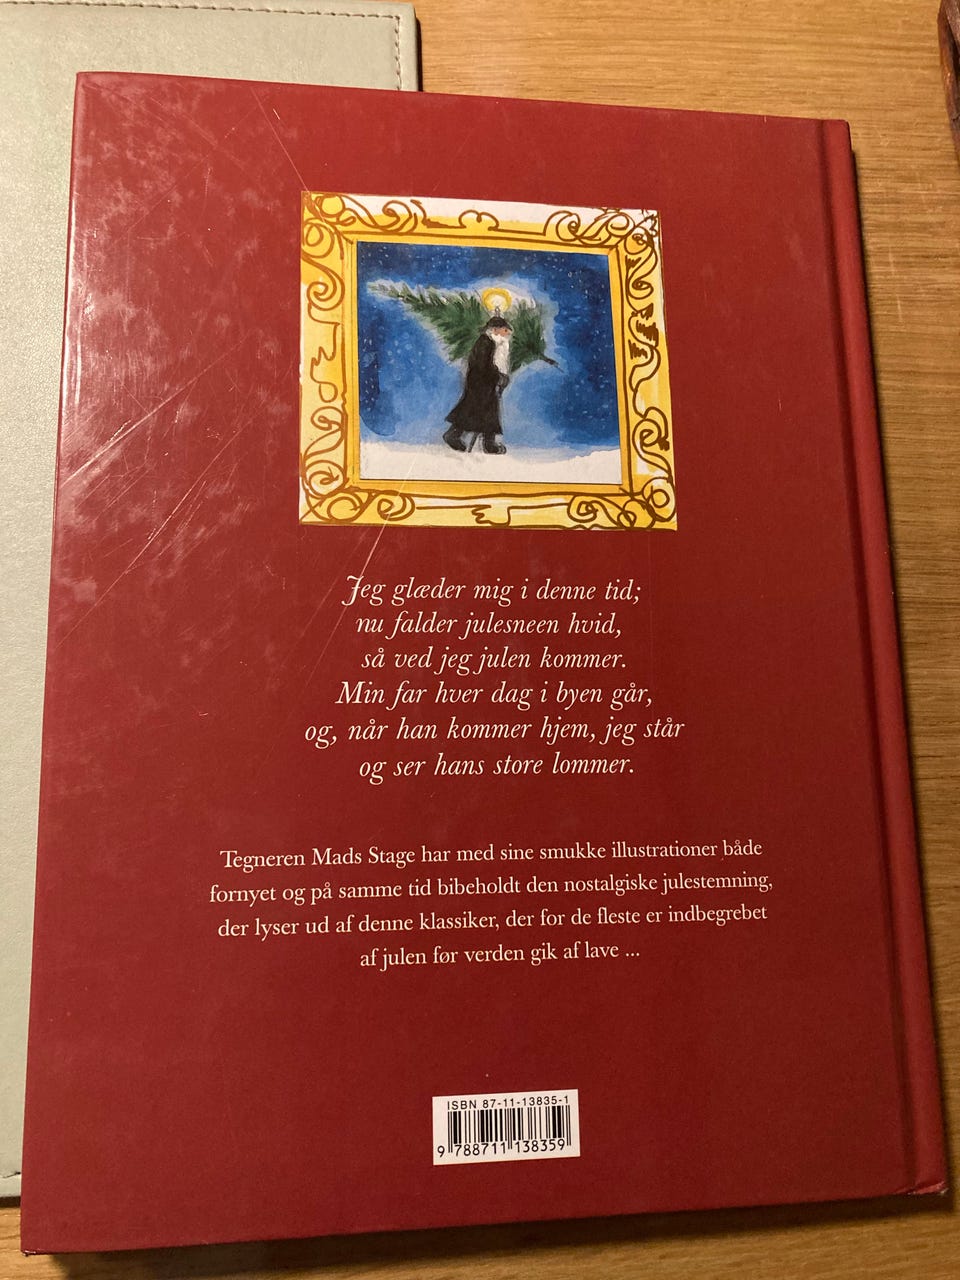 Jeg glæder mig i denne tid;
nu falder julesneen hvid,
så ved jeg julen kommer.
Min far hver dag i byen går,
og, når han kommer hjem, jeg står
og ser hans store lommer.
Tegneren Mads Stage har med sine smukke illustrationer både
fornyet og på samme tid bibeholdt den nostalgiske julestemning,
der lyser ud af denne klassiker, der for de fleste er indbegrebet
af julen før verden gik af lave ...
ISBN 87-11-13835-1
9 788711 138359